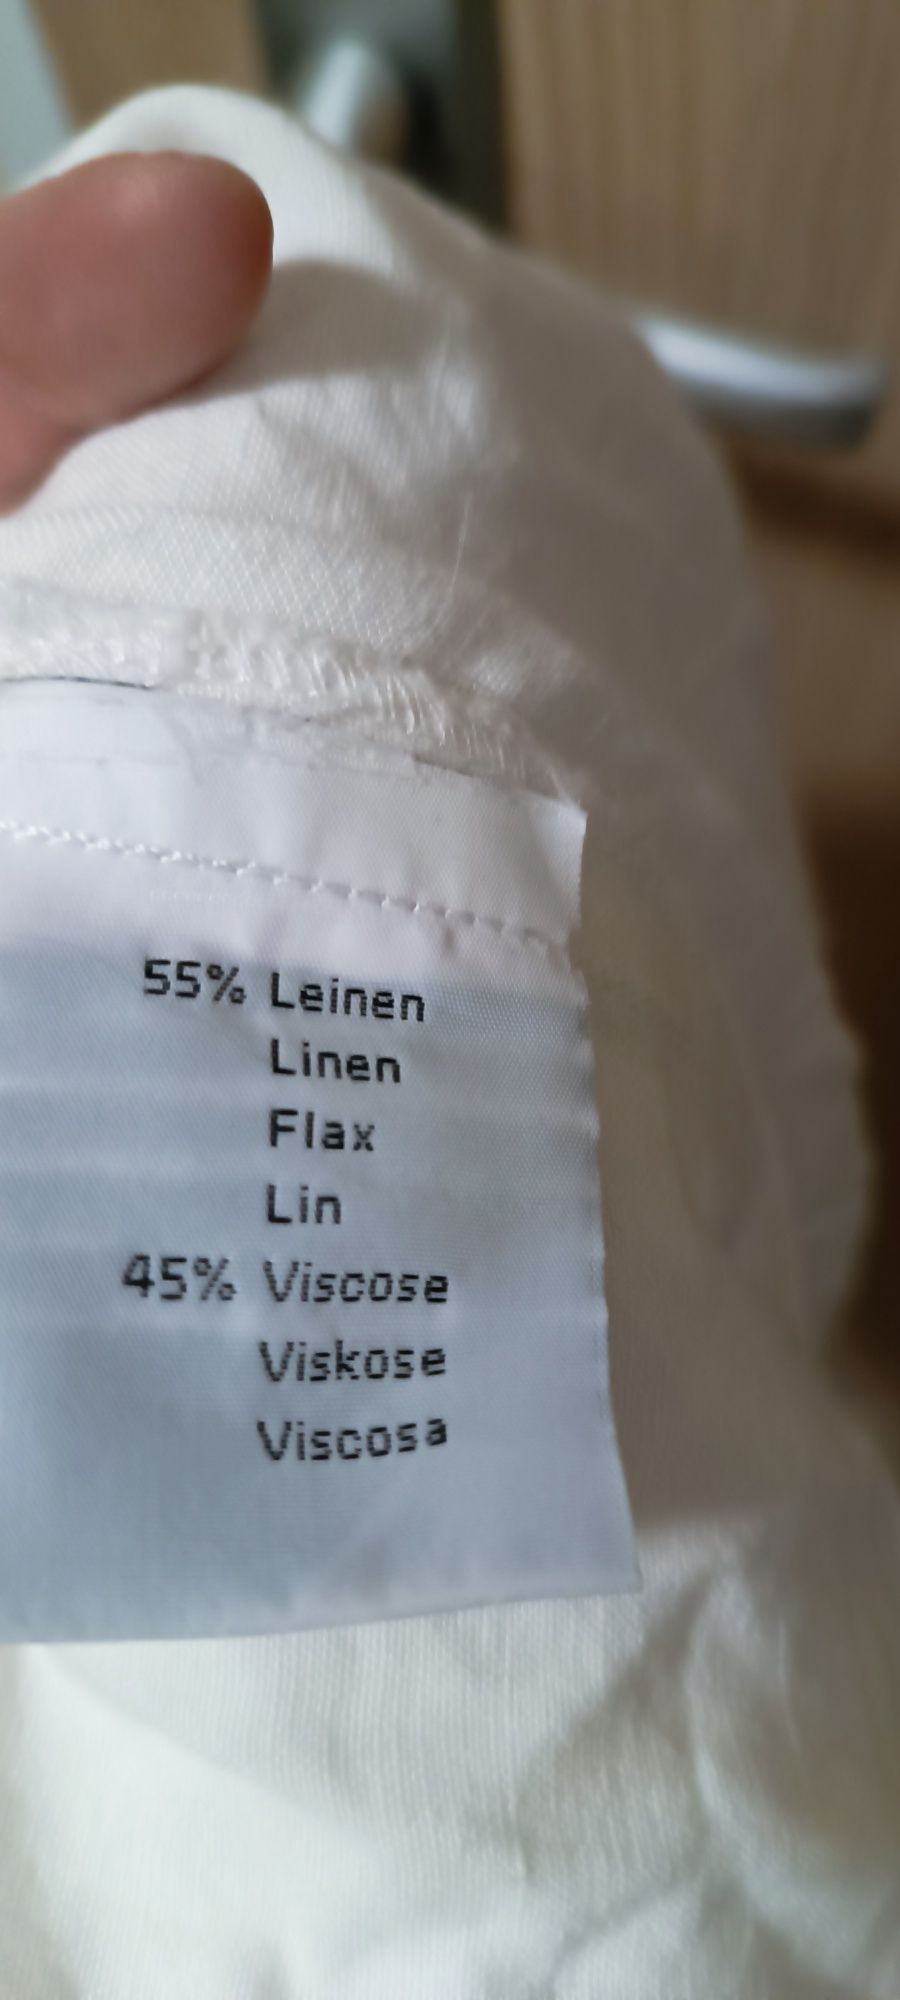 55% Leinen
Linen
Flax
Lin
45% Viscose
Viskose
Viscosa